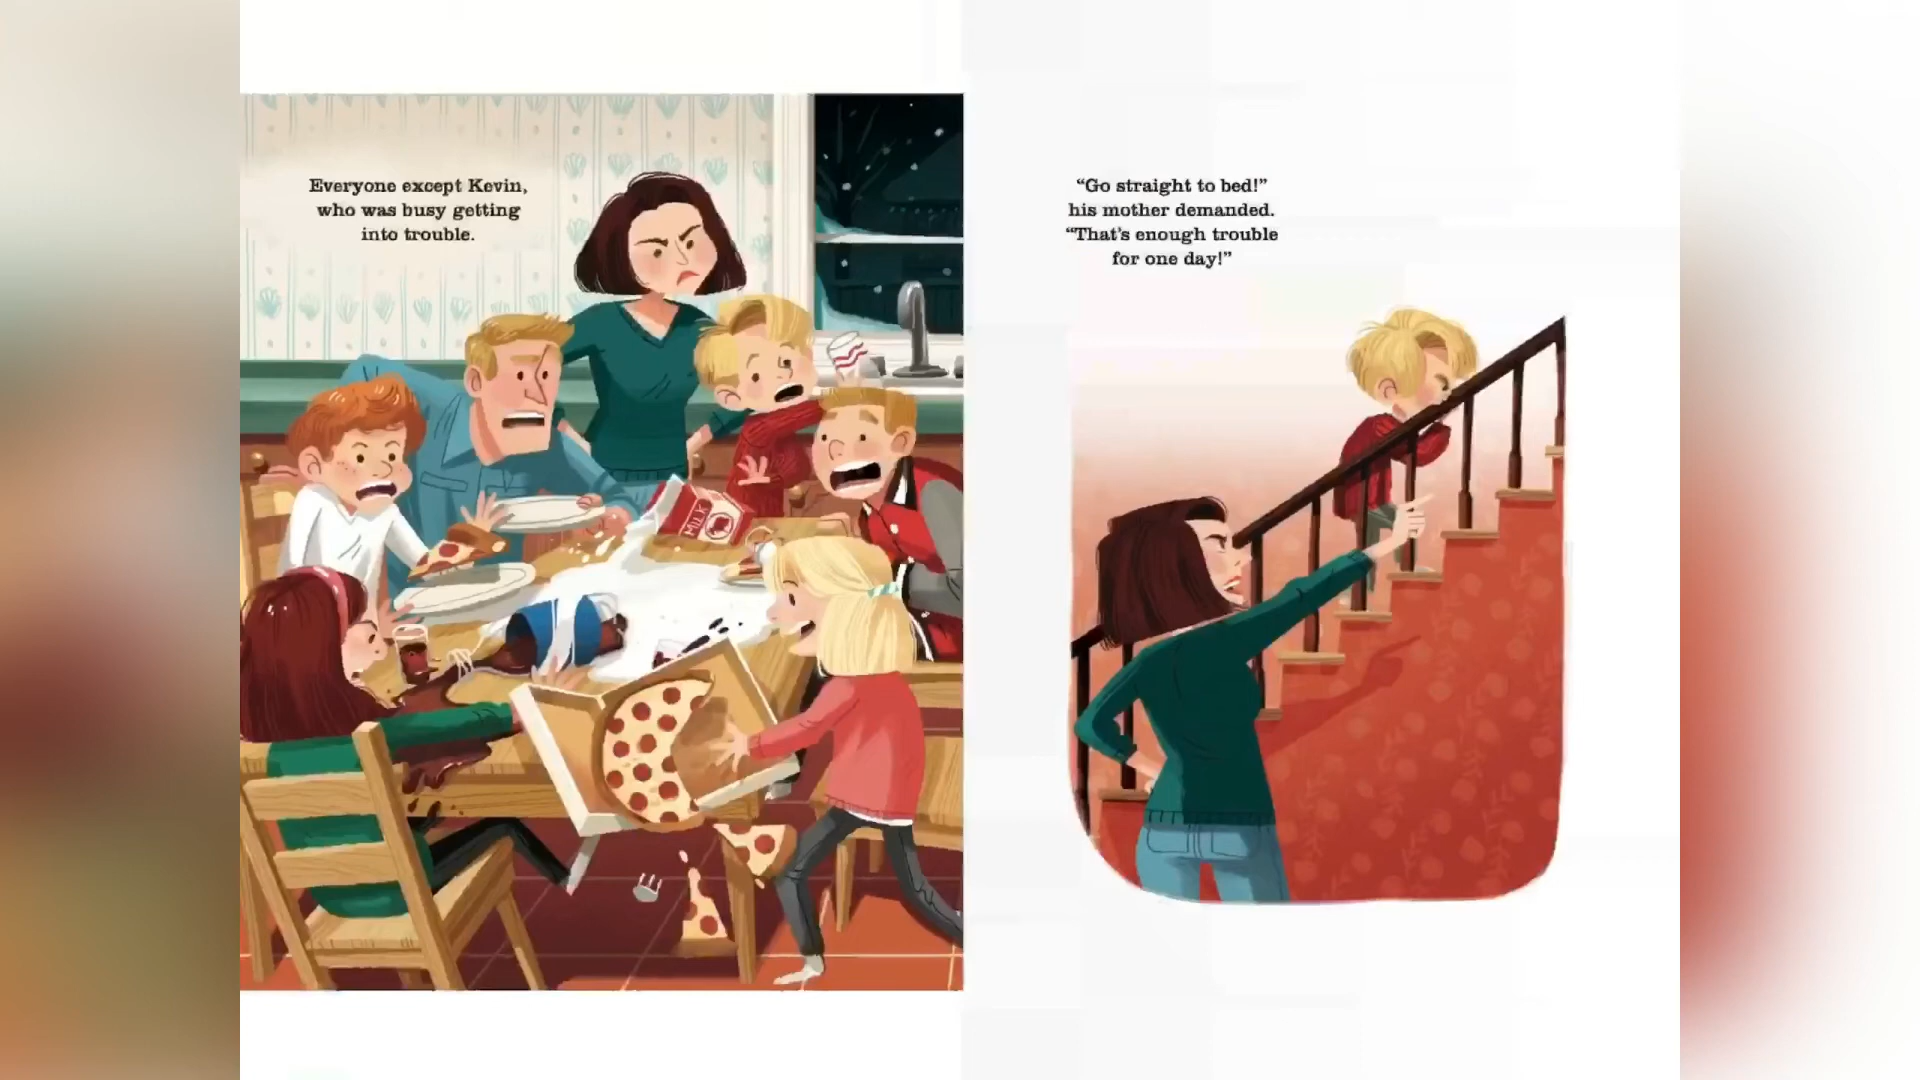 Everyone except Kevin,
who was busy getting
into trouble.
MILK
“Go straight to bed!”
his mother demanded.
“That’s enough trouble
for one day!”